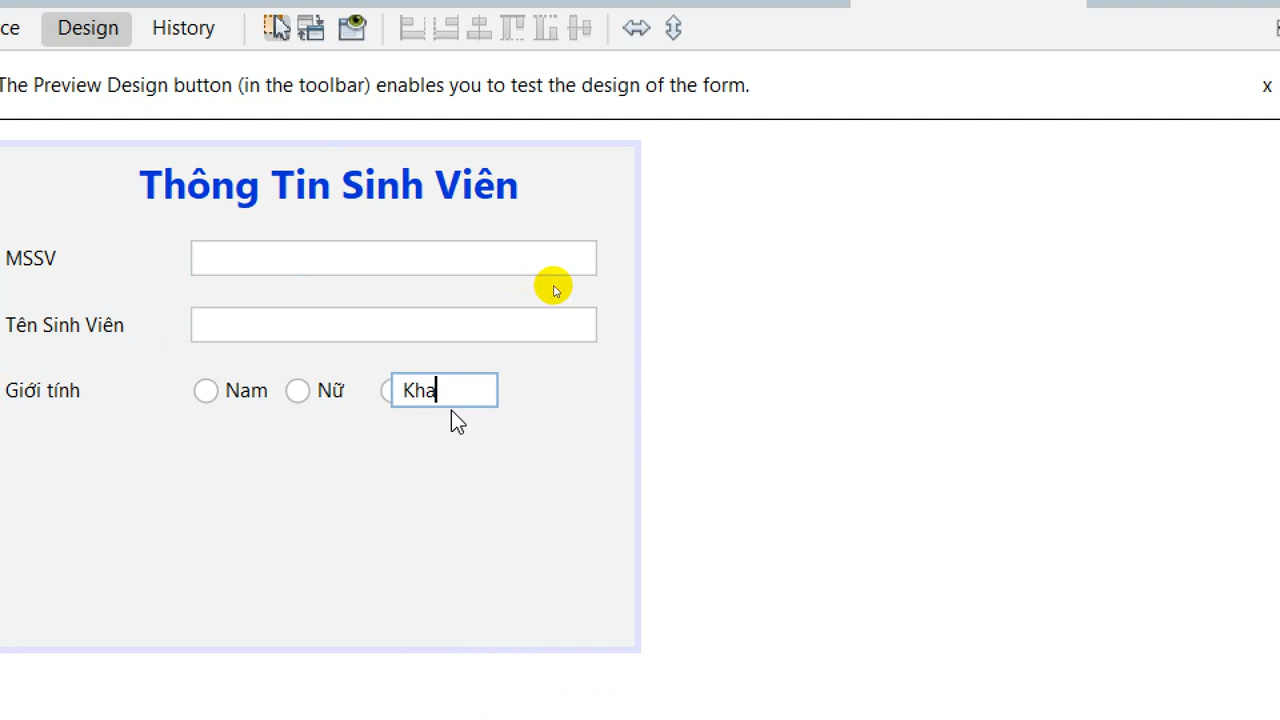 ce Design History
The Preview Design button (in the toolbar) enables you to test the design of the form. x
Thông Tin Sinh Viên
MSSV
Tên Sinh Viên
Giới tính Nam Nữ Kha